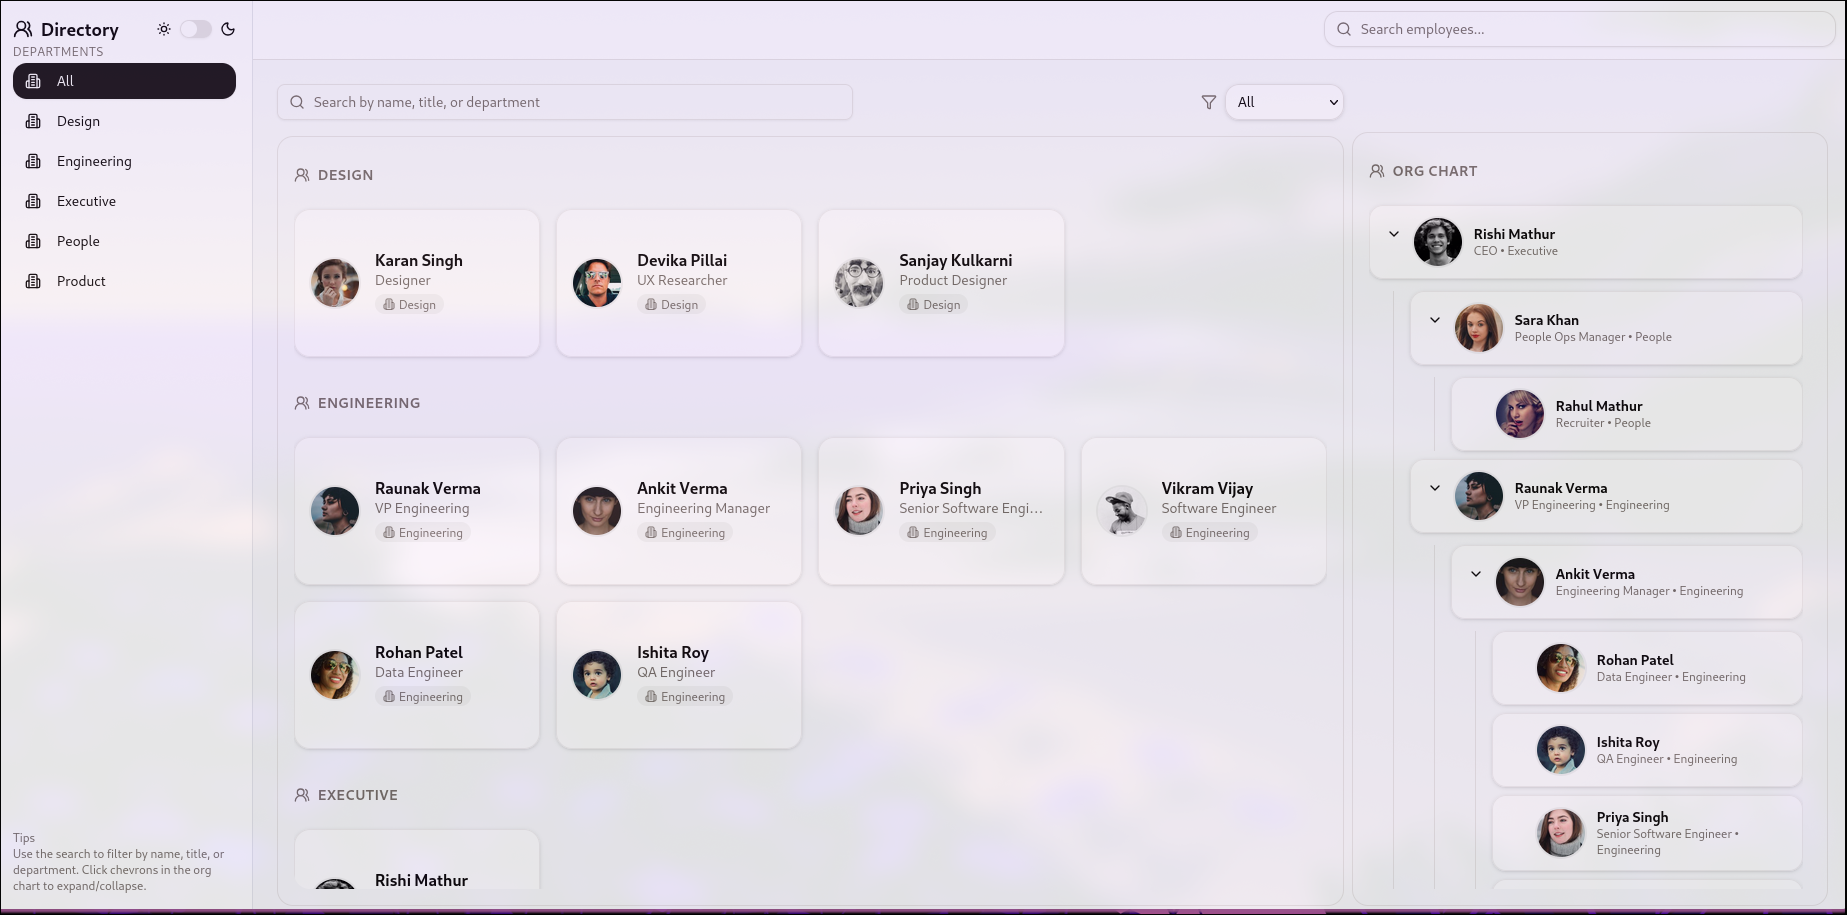 Directory
DEPARTMENTS
All
Design
Engineering
Executive
People
Product
Tips
Use the search to filter by name, title, or
department. Click chevrons in the org
chart to expand/collapse.
Search employees...
Search by name, title, or department
All
DESIGN
Karan Singh
Designer
Design
Devika Pillai
UX Researcher
Design
Sanjay Kulkarni
Product Designer
Design
ENGINEERING
Raunak Verma
VP Engineering
Engineering
Ankit Verma
Engineering Manager
Engineering
Priya Singh
Senior Software Engi...
Engineering
Vikram Vijay
Software Engineer
Engineering
Rohan Patel
Data Engineer
Engineering
Ishita Roy
QA Engineer
Engineering
EXECUTIVE
Rishi Mathur
ORG CHART
Rishi Mathur
CEO • Executive
Sara Khan
People Ops Manager • People
Rahul Mathur
Recruiter • People
Raunak Verma
VP Engineering • Engineering
Ankit Verma
Engineering Manager • Engineering
Rohan Patel
Data Engineer • Engineering
Ishita Roy
QA Engineer • Engineering
Priya Singh
Senior Software Engineer •
Engineering